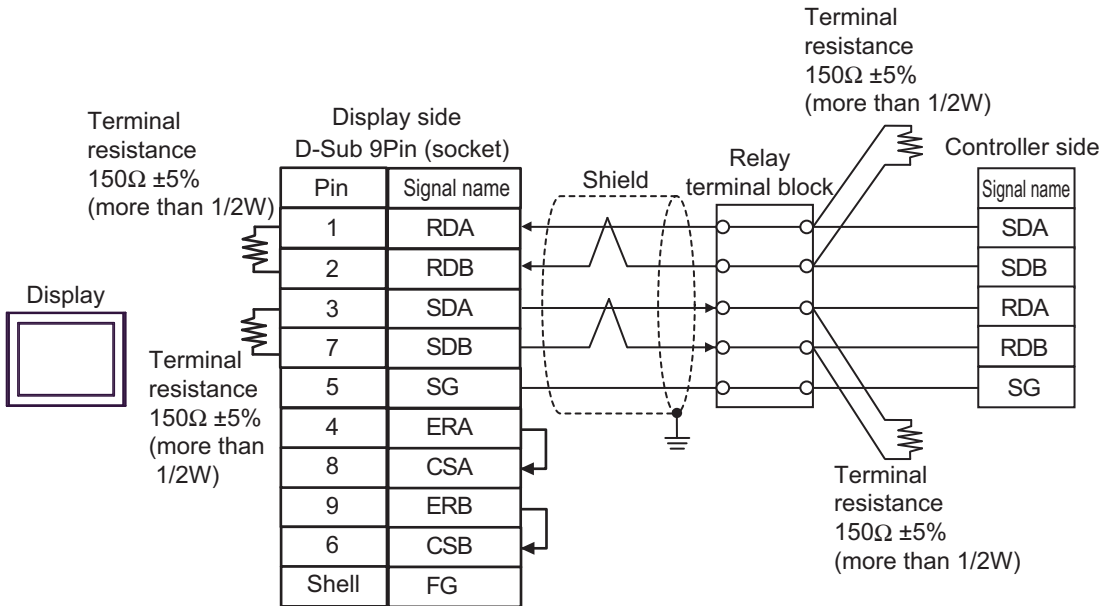 Terminal
resistance
150Ω ±5%
(more than 1/2W)
Terminal
resistance
150Ω ±5%
(more than 1/2W)
Display side
D-Sub 9Pin (socket)
Relay
terminal block
Controller side
Shield
Pin Signal name
1 RDA
2 RDB
3 SDA
7 SDB
5 SG
4 ERA
8 CSA
9 ERB
6 CSB
Shell FG
Signal name
SDA
SDB
RDA
RDB
SG
Display
Terminal
resistance
150Ω ±5%
(more than
1/2W)
Terminal
resistance
150Ω ±5%
(more than 1/2W)